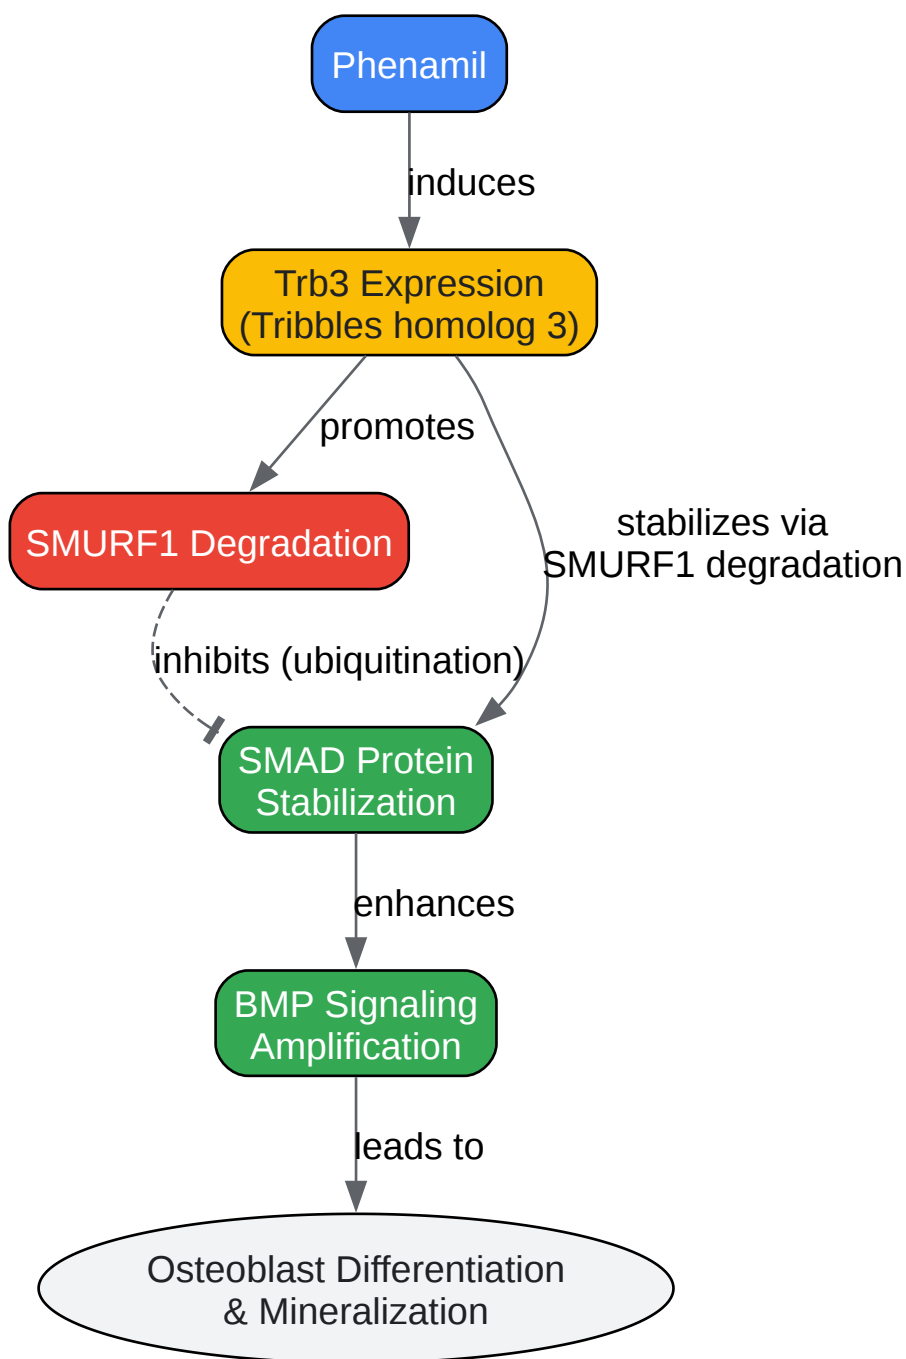 Phenamil
induces
Trb3 Expression
(Tribbles homolog 3)
promotes
SMURF1 Degradation
stabilizes via
SMURF1 degradation
inhibits (ubiquitination)
SMAD Protein
Stabilization
enhances
BMP Signaling
Amplification
leads to
Osteoblast Differentiation
& Mineralization